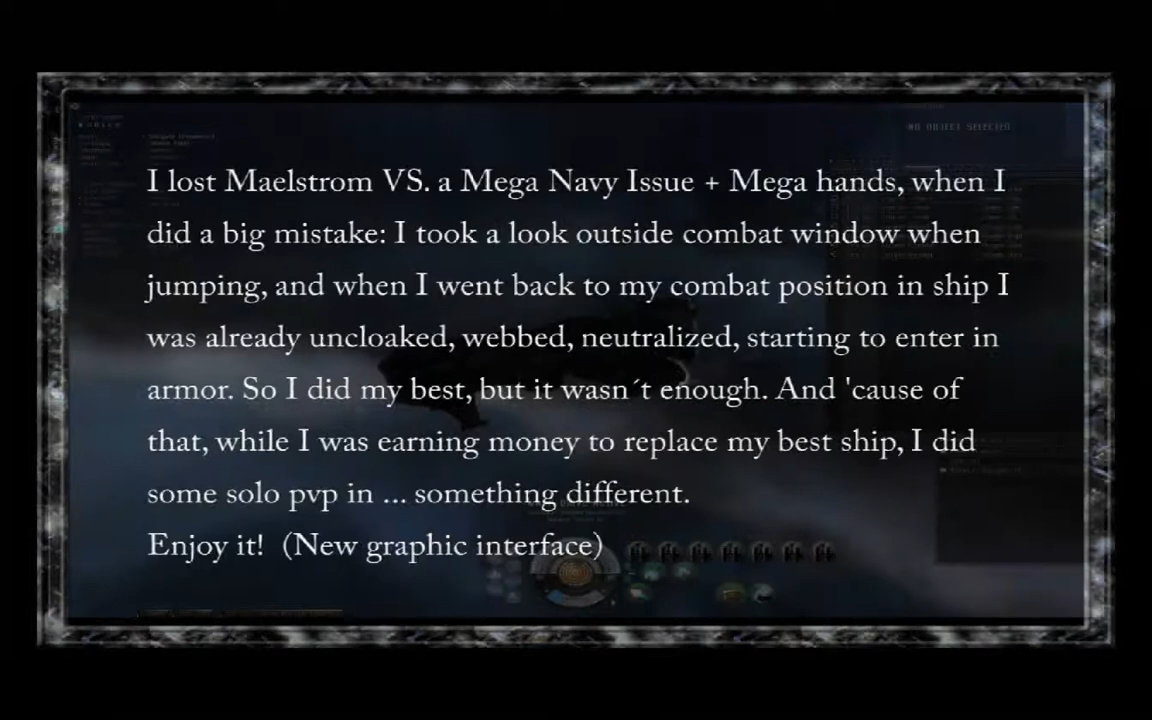 NO OBJECT SELECTED
I lost Maelstrom VS. a Mega Navy Issue + Mega hands, when I
did a big mistake: I took a look outside combat window when
jumping, and when I went back to my combat position in ship I
was already uncloaked, webbed, neutralized, starting to enter in
armor. So I did my best, but it wasn´t enough. And 'cause of
that, while I was earning money to replace my best ship, I did
some solo pvp in ... something different.
Enjoy it!  (New graphic interface)